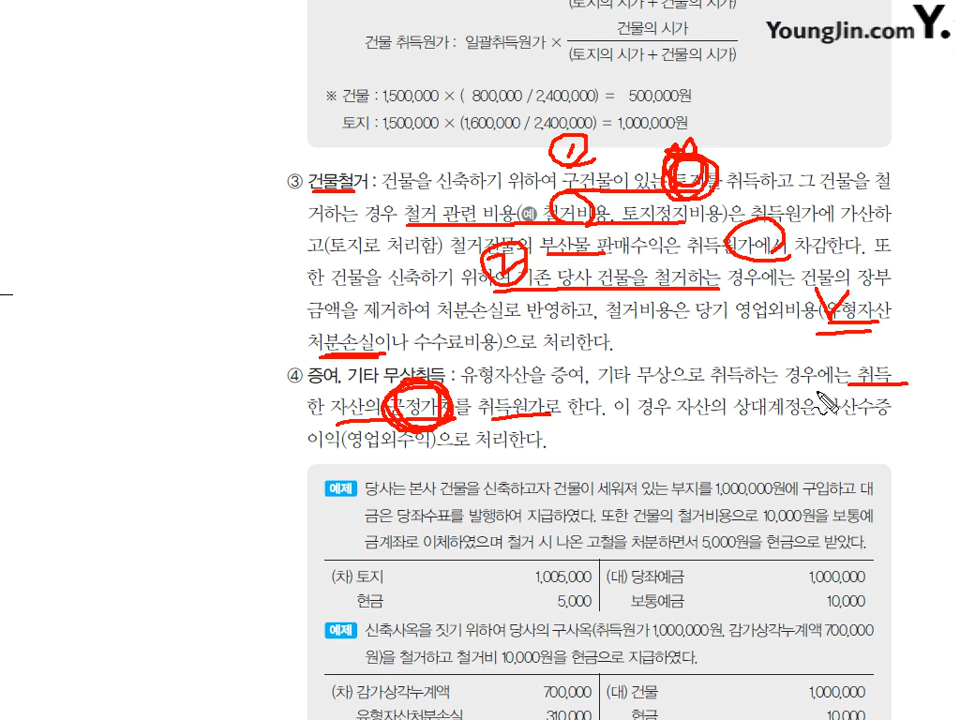 (토지의 시가 + 건물의 시가)
YoungJin.com Y.
건물 취득원가 : 일괄취득원가 × 건물의 시가
(토지의 시가 + 건물의 시가)
※ 건물 : 1,500,000 × ( 800,000 / 2,400,000) = 500,000원
토지 : 1,500,000 × (1,600,000 / 2,400,000) = 1,000,000원
1
③ 건물철거 : 건물을 신축하기 위하여 구건물이 있는 토지를 취득하고 그 건물을 철
거하는 경우 철거 관련 비용(예 철거비용, 토지정지비용)은 취득원가에 가산하
고(토지로 처리함) 철거건물의 부산물 판매수익은 취득원가에서 차감한다. 또
2
한 건물을 신축하기 위하여 기존 당사 건물을 철거하는 경우에는 건물의 장부
금액을 제거하여 처분손실로 반영하고, 철거비용은 당기 영업외비용(유형자산
처분손실이나 수수료비용)으로 처리한다.
④ 증여, 기타 무상취득 : 유형자산을 증여, 기타 무상으로 취득하는 경우에는 취득
한 자산의 공정가치를 취득원가로 한다. 이 경우 자산의 상대계정은 자산수증
이익(영업외수익)으로 처리한다.
예제 당사는 본사 건물을 신축하고자 건물이 세워져 있는 부지를 1,000,000원에 구입하고 대
금은 당좌수표를 발행하여 지급하였다. 또한 건물의 철거비용으로 10,000원을 보통예
금계좌로 이체하였으며 철거 시 나온 고철을 처분하면서 5,000원을 현금으로 받았다.
(차) 토지 1,005,000 (대) 당좌예금 1,000,000
현금 5,000 보통예금 10,000
예제 신축사옥을 짓기 위하여 당사의 구사옥(취득원가 1,000,000원, 감가상각누계액 700,000
원)을 철거하고 철거비 10,000원을 현금으로 지급하였다.
(차) 감가상각누계액 700,000 (대) 건물 1,000,000
유형자산처분손실 310,000 현금 10,000